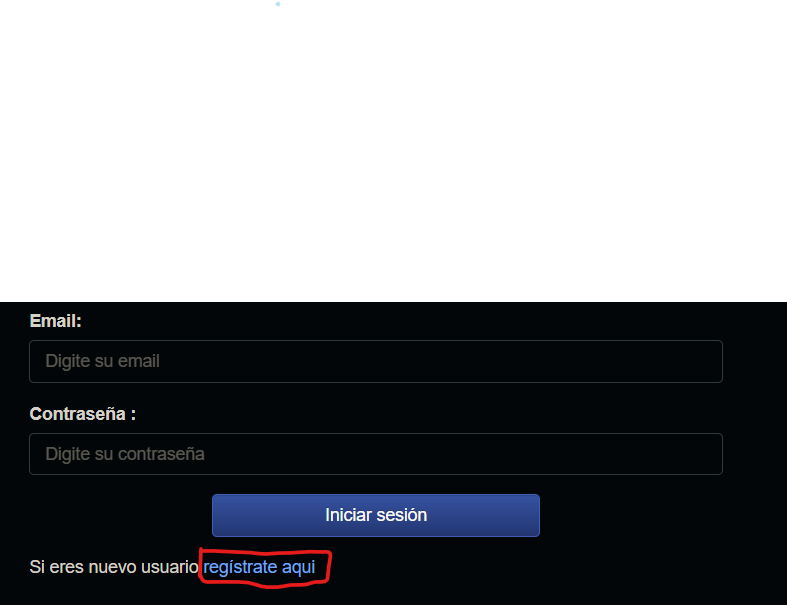 Email:
Digite su email
Contraseña :
Digite su contraseña
Iniciar sesión
Si eres nuevo usuario regístrate aqui